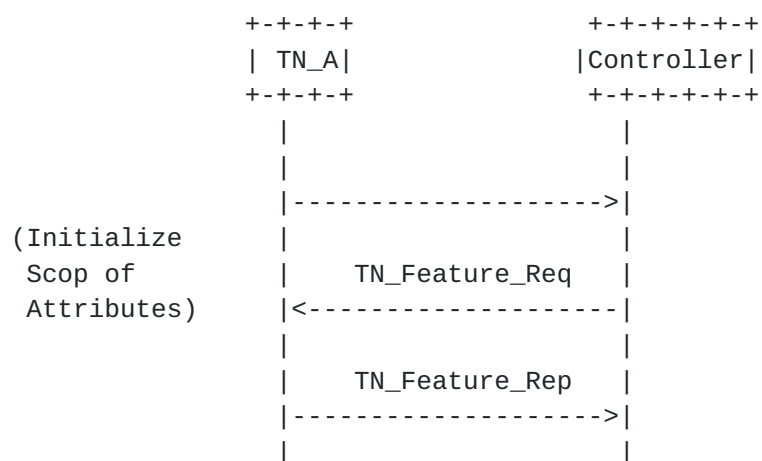 +-+-+-+ +-+-+-+-+-+
| TN_A| |Controller|
+-+-+-+ +-+-+-+-+-+
| |
| |
|-------------------->|
(Initialize | |
Scop of | TN_Feature_Req |
Attributes) |<--------------------|
| |
| TN_Feature_Rep |
|-------------------->|
| |